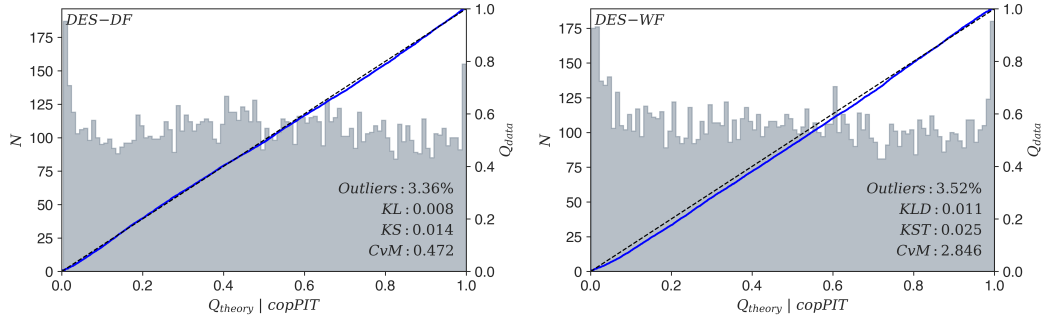 DES−DF
175
150
125
100
75
50
25
0
N
1.0
0.8
0.6
0.4
0.2
0.0
Q_data
Outliers : 3.36%
KL : 0.008
KS : 0.014
CvM : 0.472
0.0 0.2 0.4 0.6 0.8 1.0
Q_theory | copPIT
DES−WF
175
150
125
100
75
50
25
0
N
1.0
0.8
0.6
0.4
0.2
0.0
Q_data
Outliers : 3.52%
KLD : 0.011
KST : 0.025
CvM : 2.846
0.0 0.2 0.4 0.6 0.8 1.0
Q_theory | copPIT